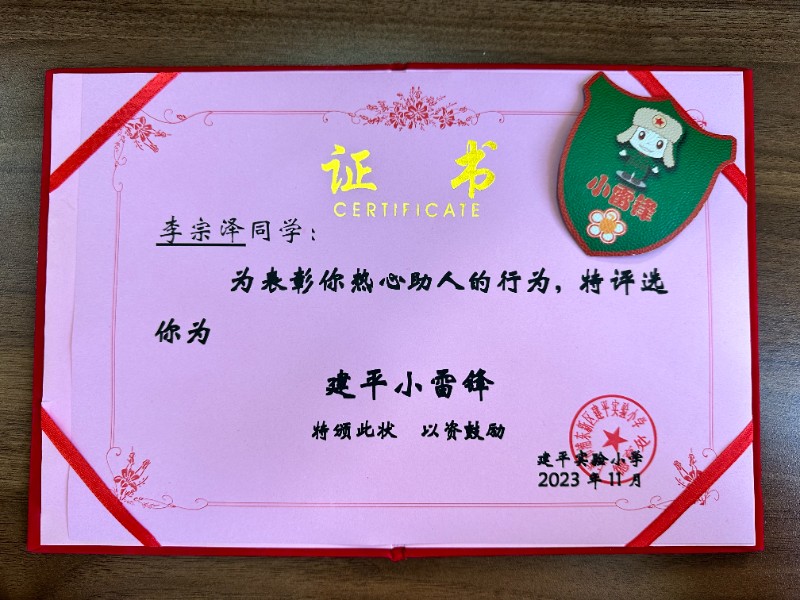 证 书
CERTIFICATE
小雷锋
李宗泽同学：
为表彰你热心助人的行为，特评选
你为
建平小雷锋
特颁此状 以资鼓励
建平实验小学
2023 年 11 月